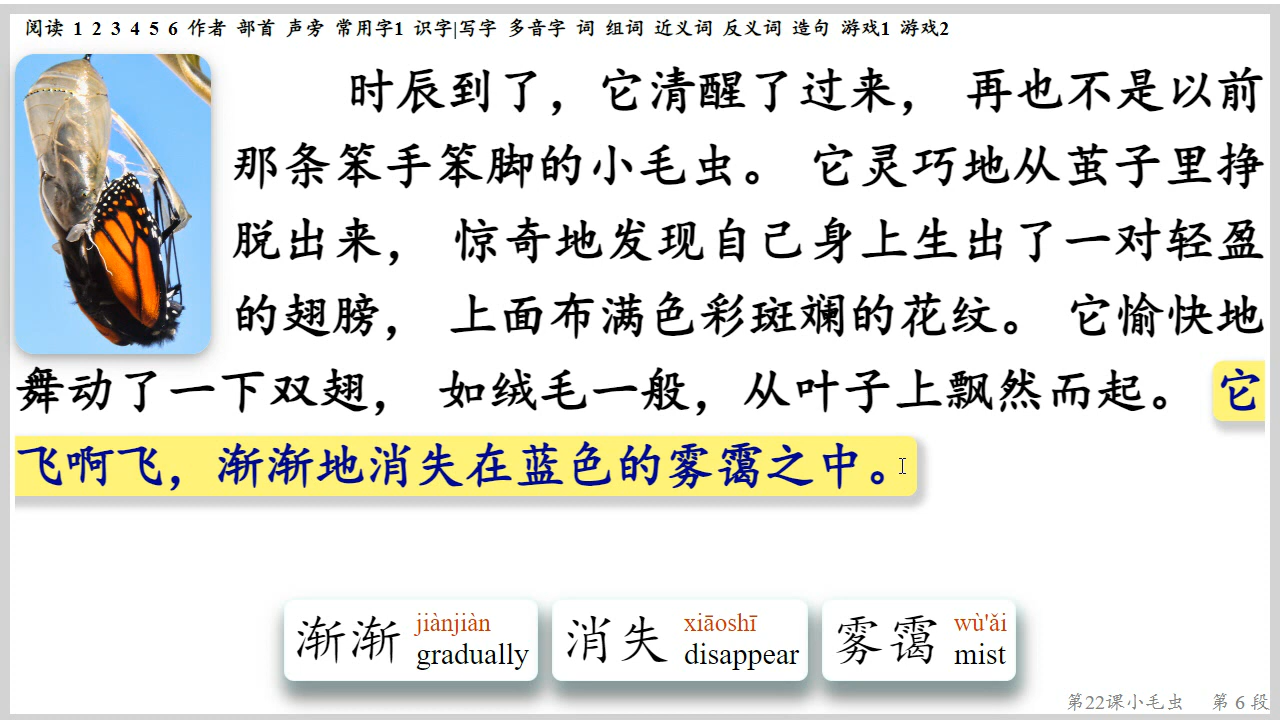 阅读 1 2 3 4 5 6 作者 部首 声旁 常用字1 识字|写字 多音字 词 组词 近义词 反义词 造句 游戏1 游戏2
时辰到了，它清醒了过来， 再也不是以前
那条笨手笨脚的小毛虫。 它灵巧地从茧子里挣
脱出来， 惊奇地发现自己身上生出了一对轻盈
的翅膀， 上面布满色彩斑斓的花纹。 它愉快地
舞动了一下双翅， 如绒毛一般，从叶子上飘然而起。 它
飞啊飞，渐渐地消失在蓝色的雾霭之中。
渐渐 jiànjiàn gradually
消失 xiāoshī disappear
雾霭 wù'ǎi mist
第22课小毛虫 第 6 段